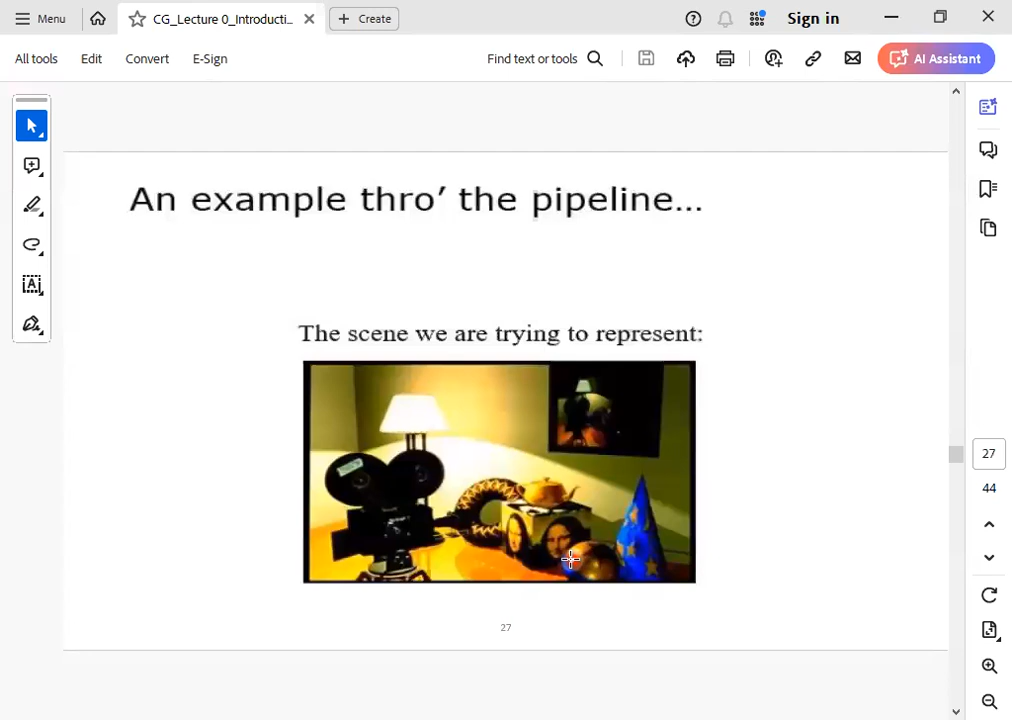 Menu
CG_Lecture 0_Introducti...
Create
Sign in
All tools
Edit
Convert
E-Sign
Find text or tools
AI Assistant
An example thro’ the pipeline...
The scene we are trying to represent:
27
27
44